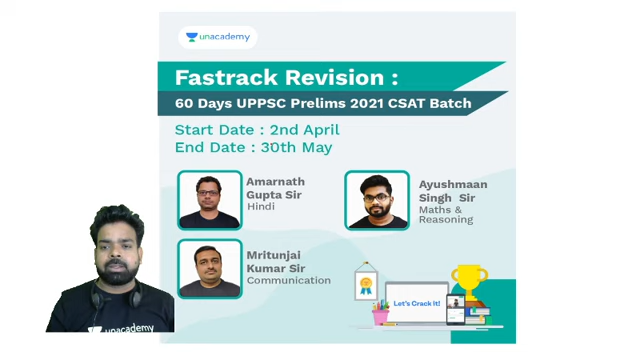 unacademy
Fastrack Revision :
60 Days UPPSC Prelims 2021 CSAT Batch
Start Date : 2nd April
End Date : 30th May
Amarnath
Gupta Sir
Hindi
Ayushmaan
Singh Sir
Maths &
Reasoning
Mritunjai
Kumar Sir
Communication
Let's Crack It!
unacademy